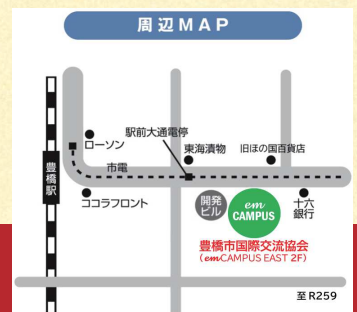 周辺MAP
ローソン
駅前大通電停
東海漬物
旧ほの国百貨店
市電
豊橋駅
ココラフロント
開発
ビル
em
CAMPUS
十六
銀行
豊橋市国際交流協会
(emCAMPUS EAST 2F)
至R259